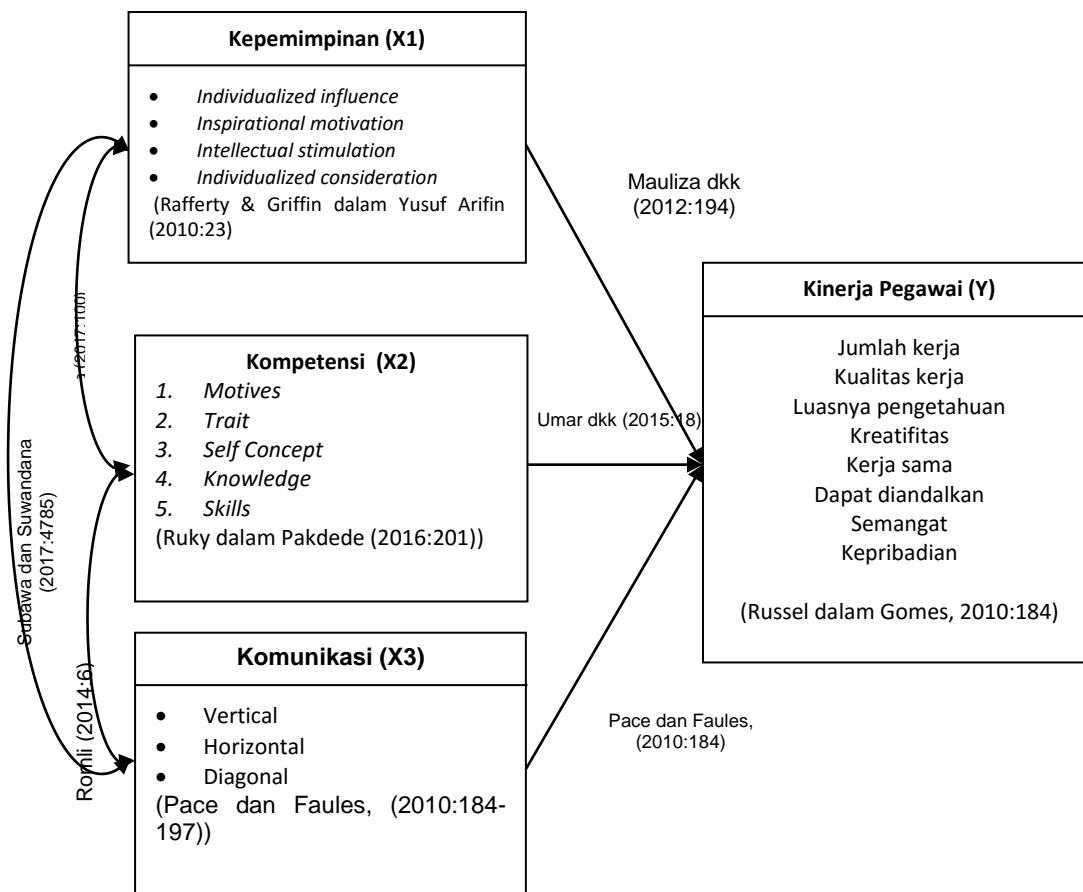 Kepemimpinan (X1)
• Individualized influence
• Inspirational motivation
• Intellectual stimulation
• Individualized consideration
(Rafferty & Griffin dalam Yusuf Arifin
(2010:23)
Mauliza dkk
(2012:194)
(2017:100)
Kompetensi (X2)
1. Motives
2. Trait
3. Self Concept
4. Knowledge
5. Skills
(Ruky dalam Pakdede (2016:201))
Umar dkk (2015:18)
Kinerja Pegawai (Y)
Jumlah kerja
Kualitas kerja
Luasnya pengetahuan
Kreatifitas
Kerja sama
Dapat diandalkan
Semangat
Kepribadian
(Russel dalam Gomes, 2010:184)
Subawa dan Suwandana
(2017:4785)
Romli (2014:6)
Komunikasi (X3)
• Vertical
• Horizontal
• Diagonal
(Pace dan Faules, (2010:184-
197))
Pace dan Faules,
(2010:184)